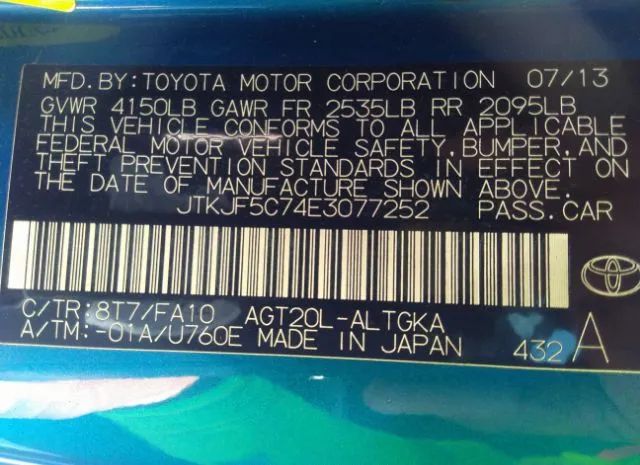 MFD.BY:TOYOTA MOTOR CORPORATION 07/13
GVWR 4150LB GAWR FR 2535LB RR 2095LB
THIS VEHICLE CONFORMS TO ALL APPLICABLE
FEDERAL MOTOR VEHICLE SAFETY,BUMPER,AND
THEFT PREVENTION STANDARDS IN EFFECT ON
THE DATE OF MANUFACTURE SHOWN ABOVE.
JTKJF5C74E3077252 PASS.CAR
C/TR:8T7/FA10 AGT20L-ALTGKA
A/TM:-01A/U760E MADE IN JAPAN 432 A